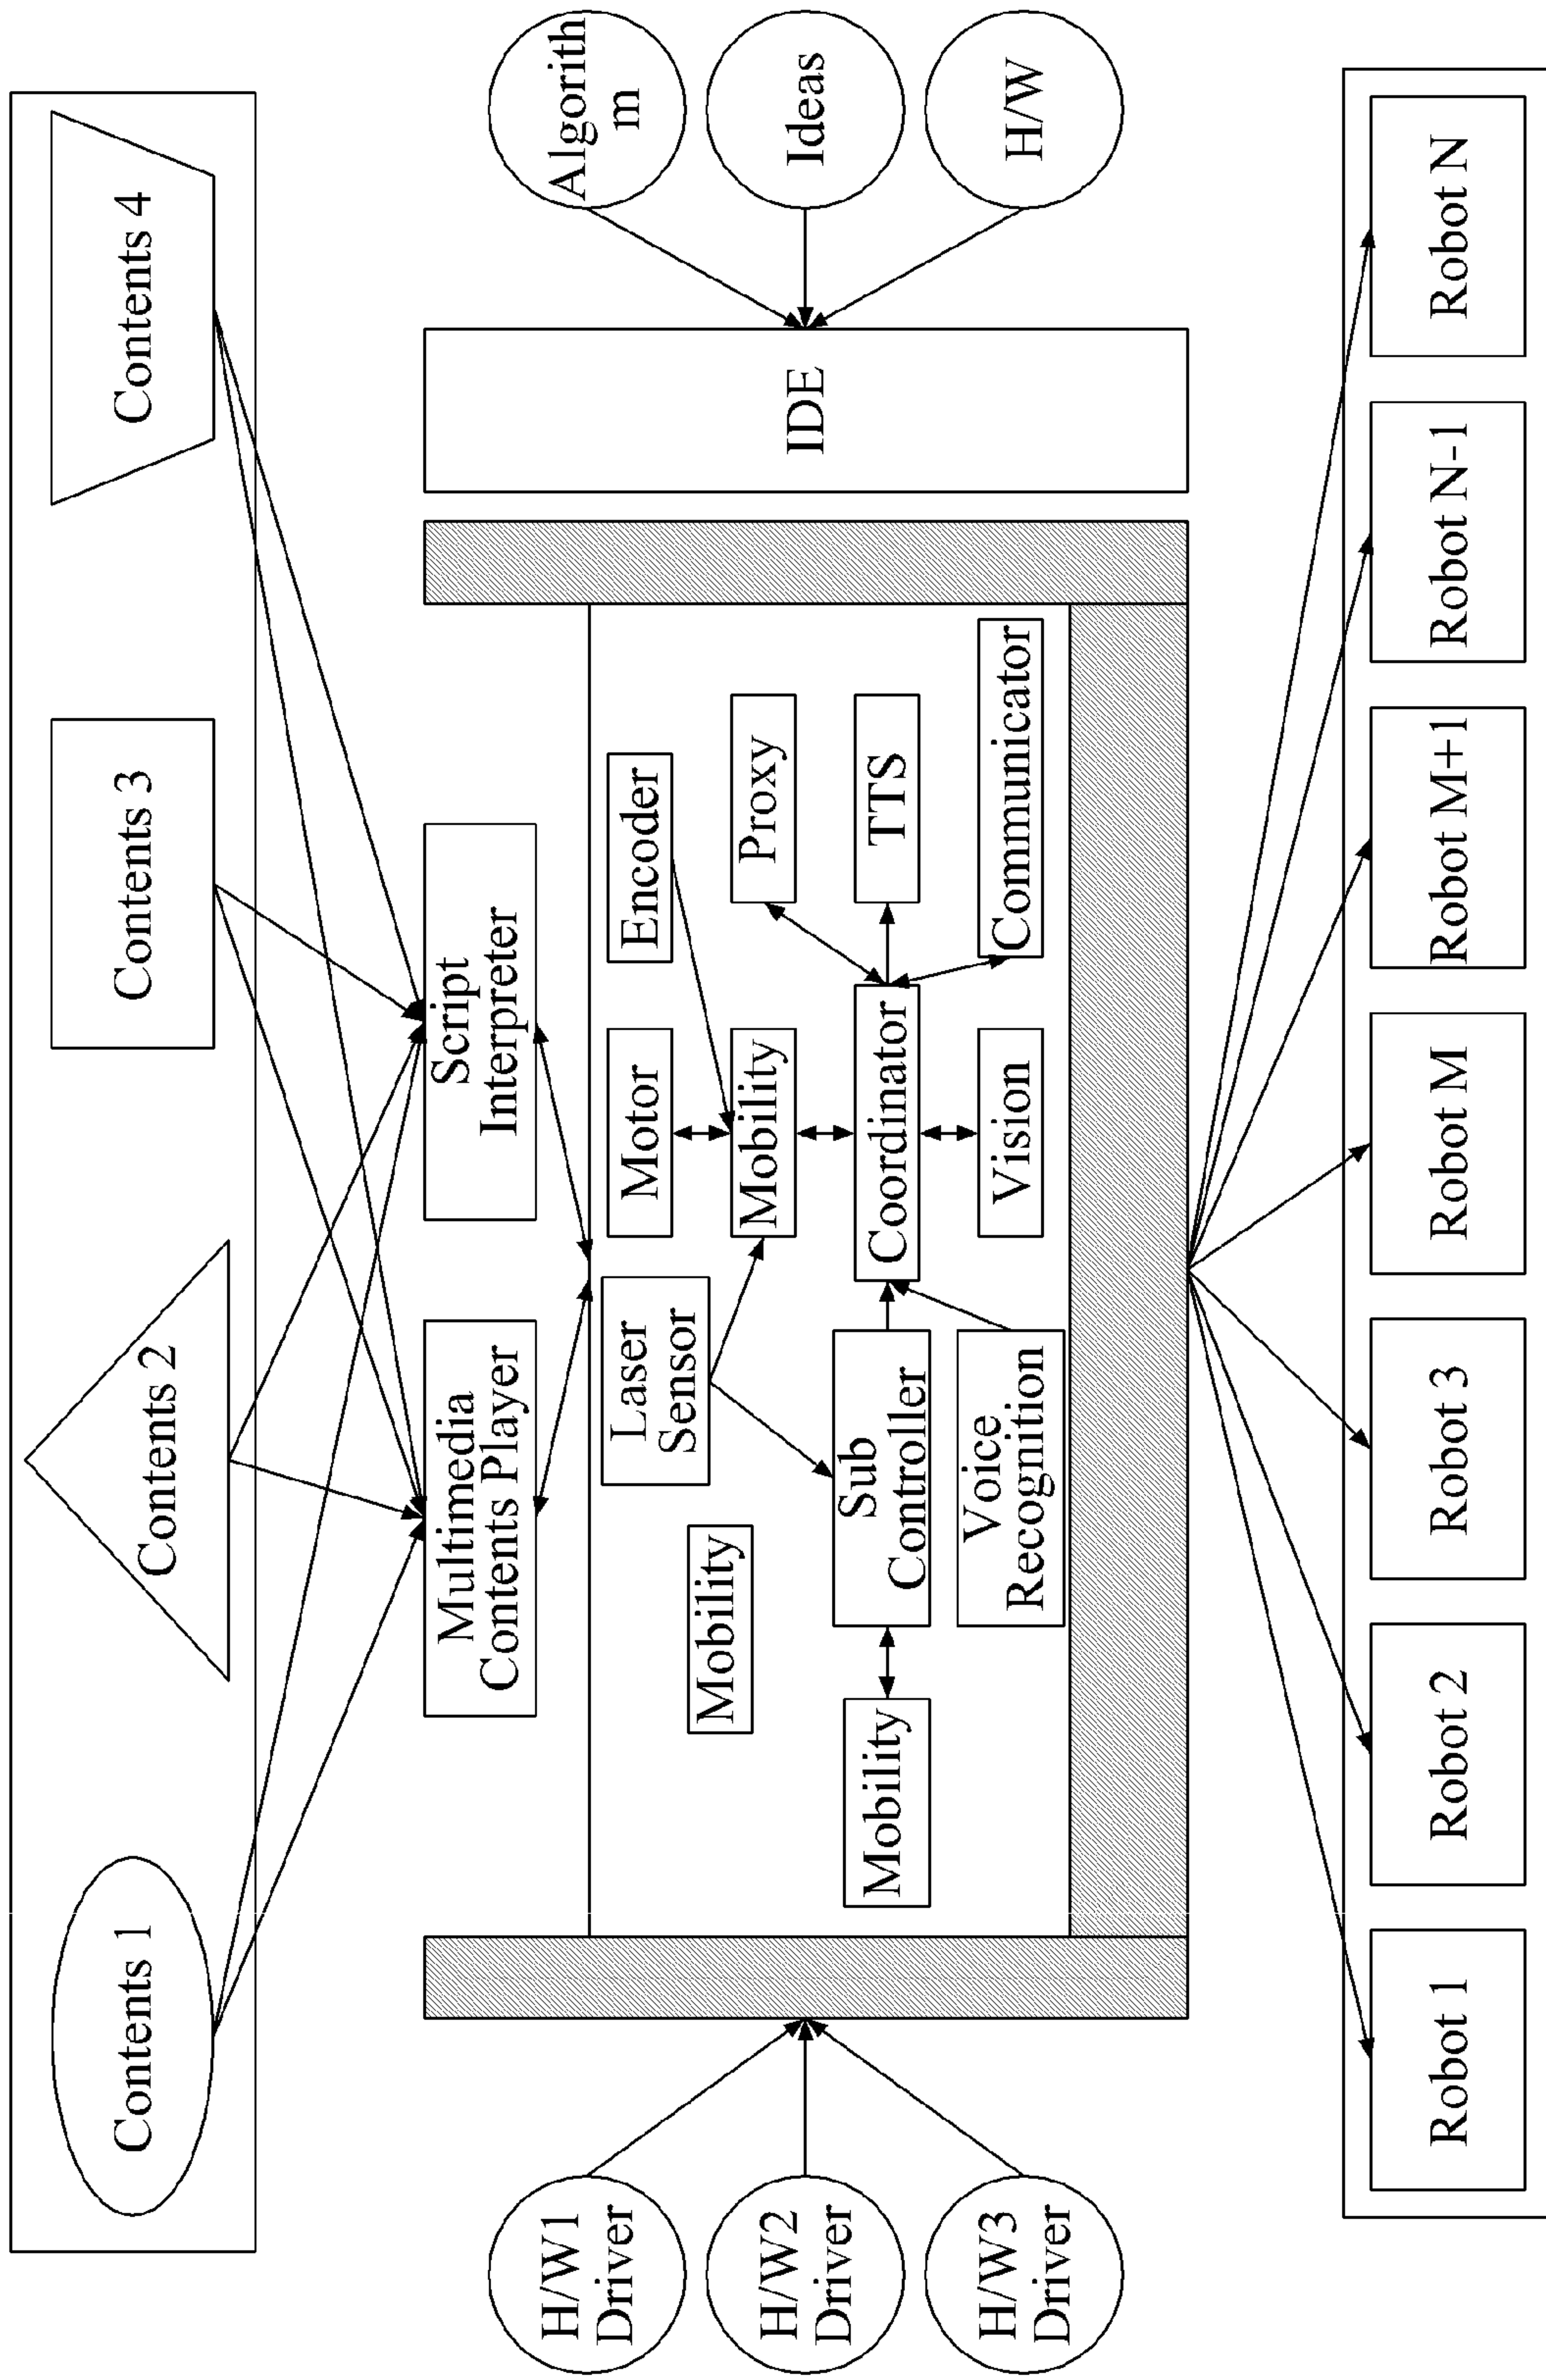 Contents 1
Contents 2
Contents 3
Contents 4
Multimedia
Contents Player
Script
Interpreter
H/W1
Driver
H/W2
Driver
H/W3
Driver
Laser
Sensor
Motor
Encoder
Mobility
Mobility
Proxy
Mobility
Sub
Controller
Coordinator
TTS
Voice
Recognition
Vision
Communicator
IDE
Algorith
m
Ideas
H/W
Robot 1
Robot 2
Robot 3
Robot M
Robot M+1
Robot N-1
Robot N